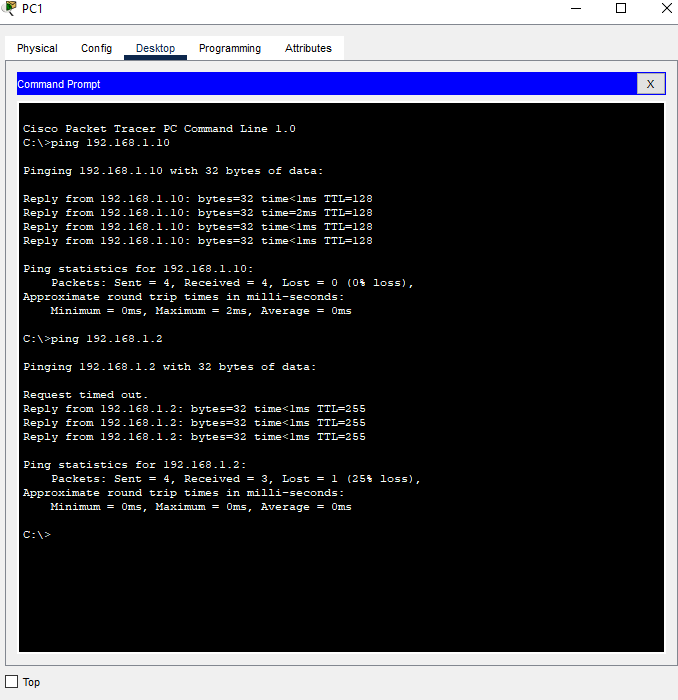 PC1
Physical Config Desktop Programming Attributes
Command Prompt
X
Cisco Packet Tracer PC Command Line 1.0
C:\>ping 192.168.1.10
Pinging 192.168.1.10 with 32 bytes of data:
Reply from 192.168.1.10: bytes=32 time<1ms TTL=128
Reply from 192.168.1.10: bytes=32 time=2ms TTL=128
Reply from 192.168.1.10: bytes=32 time<1ms TTL=128
Reply from 192.168.1.10: bytes=32 time<1ms TTL=128
Ping statistics for 192.168.1.10:
Packets: Sent = 4, Received = 4, Lost = 0 (0% loss),
Approximate round trip times in milli-seconds:
Minimum = 0ms, Maximum = 2ms, Average = 0ms
C:\>ping 192.168.1.2
Pinging 192.168.1.2 with 32 bytes of data:
Request timed out.
Reply from 192.168.1.2: bytes=32 time<1ms TTL=255
Reply from 192.168.1.2: bytes=32 time<1ms TTL=255
Reply from 192.168.1.2: bytes=32 time<1ms TTL=255
Ping statistics for 192.168.1.2:
Packets: Sent = 4, Received = 3, Lost = 1 (25% loss),
Approximate round trip times in milli-seconds:
Minimum = 0ms, Maximum = 0ms, Average = 0ms
C:\>
Top